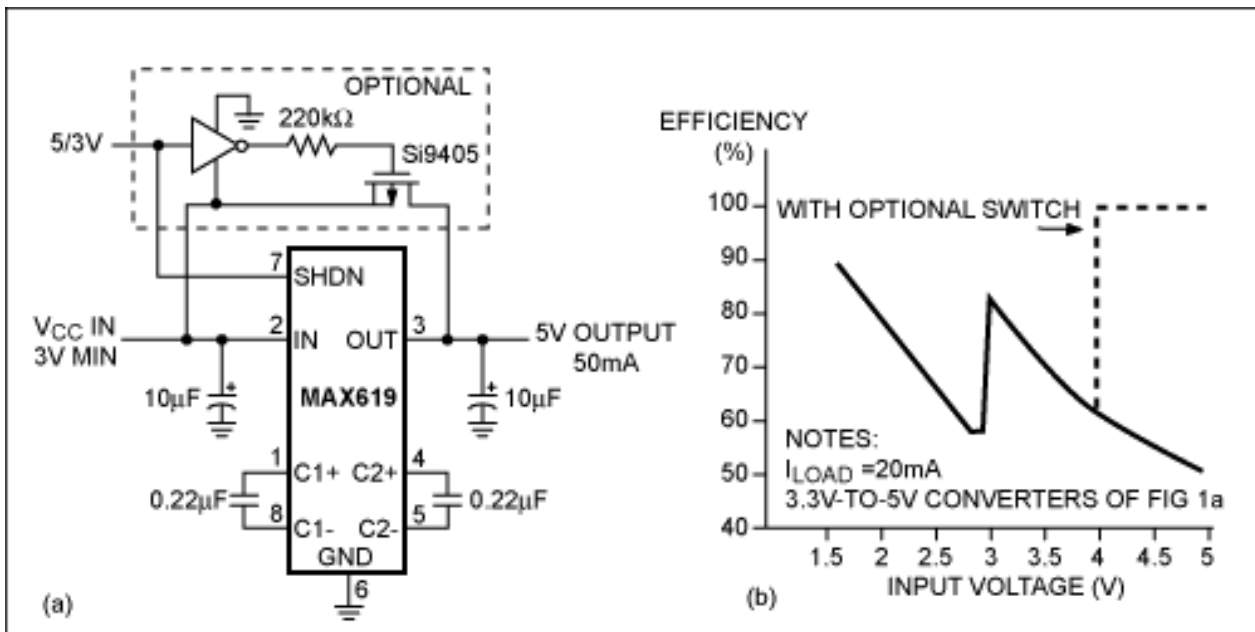 OPTIONAL
220kΩ
5/3V
Si9405
7
SHDN
VCC IN
3V MIN
2
IN
OUT
3
5V OUTPUT
50mA
10μF
+
MAX619
+
10μF
1
C1+
C2+
4
0.22μF
0.22μF
8
C1-
C2-
5
GND
6
(a)
EFFICIENCY
(%)
100
WITH OPTIONAL SWITCH
90
80
70
60
NOTES:
ILOAD =20mA
50
3.3V-TO-5V CONVERTERS OF FIG 1a
40
1.5 2 2.5 3 3.5 4 4.5 5
INPUT VOLTAGE (V)
(b)